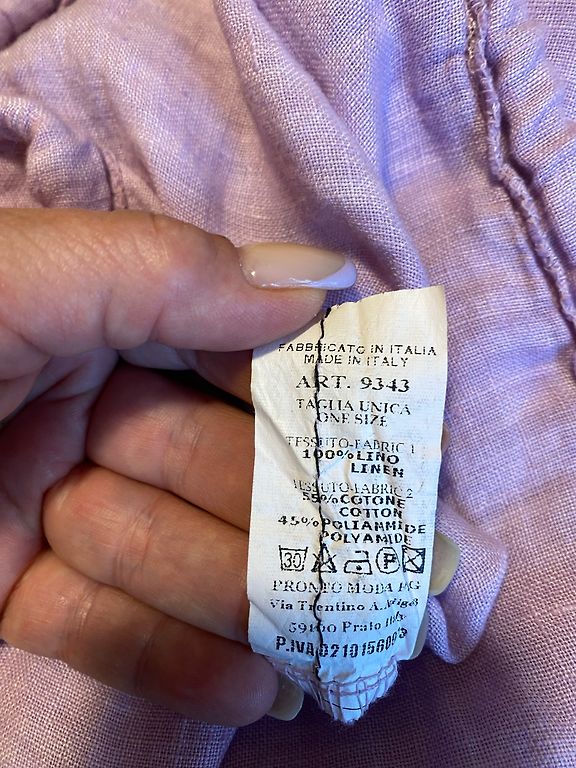 FABBRICATO IN ITALIA
MADE IN ITALY
ART. 9343
TAGLIA UNICA
ONE SIZE
TESSUTO-FABRIC 1
100%LINO
LINEN
TESSUTO-FABRIC 2
55%COTONE
COTTON
45%POLIAMMIDE
POLYAMIDE
30 P
PRONTO MODA
Via Trentino A.
59100 Prato
P.IVA